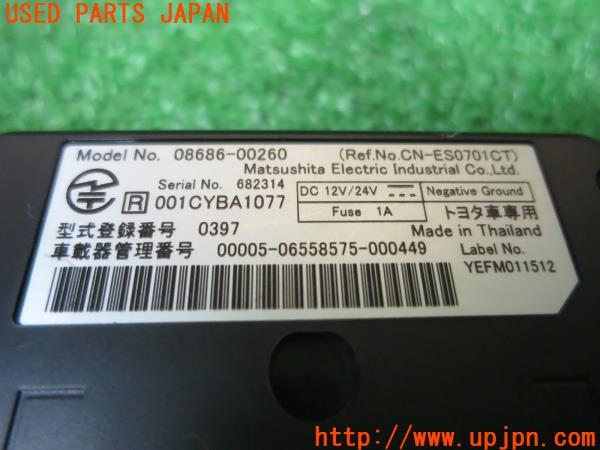 USED PARTS JAPAN
Model No. 08686-00260 (Ref.No.CN-ES0701CT)
Matsushita Electric Industrial Co.,Ltd.
Serial No. 682314
R 001CYBA1077
DC 12V/24V Negative Ground
Fuse 1A トヨタ車専用
型式登録番号 0397 Made in Thailand
車載器管理番号 00005-06558575-000449 Label No.
YEFM011512
http://www.upjpn.com/